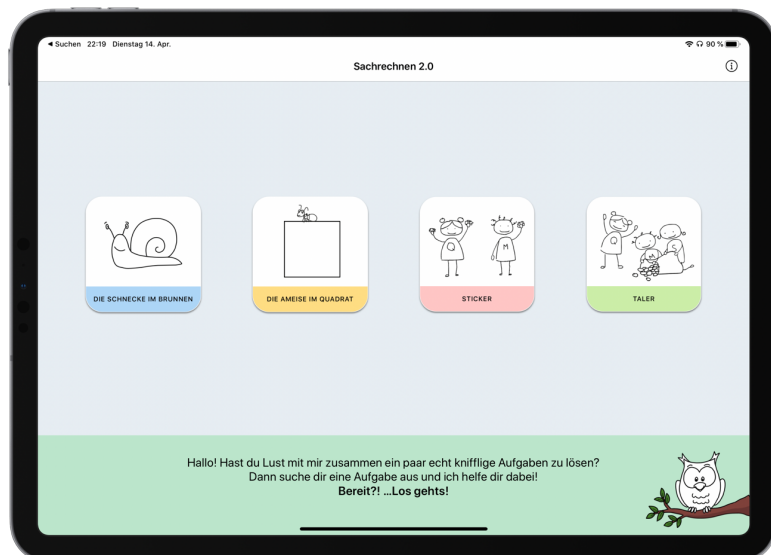 Suchen 22:19 Dienstag 14. Apr. 90 %
Sachrechnen 2.0
Q M
Q M S
DIE SCHNECKE IM BRUNNEN
DIE AMEISE IM QUADRAT
STICKER
TALER
Hallo! Hast du Lust mit mir zusammen ein paar echt knifflige Aufgaben zu lösen?
Dann suche dir eine Aufgabe aus und ich helfe dir dabei!
Bereit?! ...Los gehts!